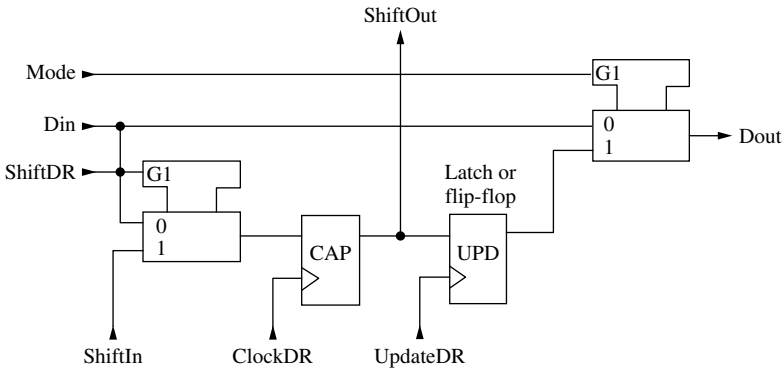 ShiftOut
Mode
G1
Din
0
Dout
ShiftDR
G1
1
Latch or
flip-flop
0
1
CAP
UPD
ShiftIn
ClockDR
UpdateDR